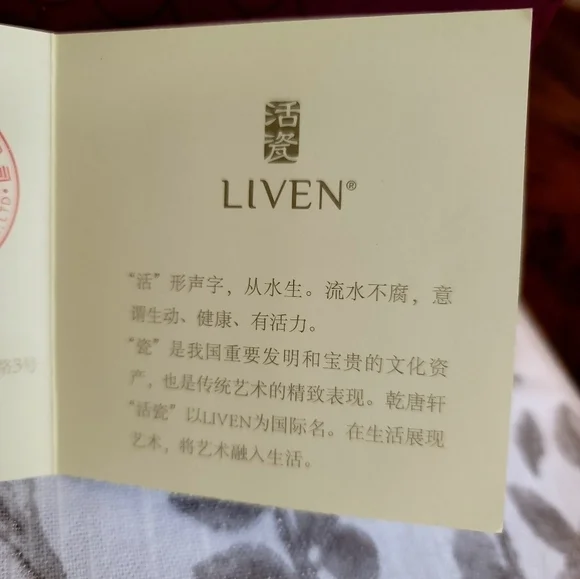 活瓷
LIVEN®
“活”形声字，从水生。流水不腐，意
谓生动、健康、有活力。
“瓷”是我国重要发明和宝贵的文化资
产，也是传统艺术的精致表现。乾唐轩
“活瓷”以LIVEN为国际名。在生活展现
艺术，将艺术融入生活。
路3号
LTD